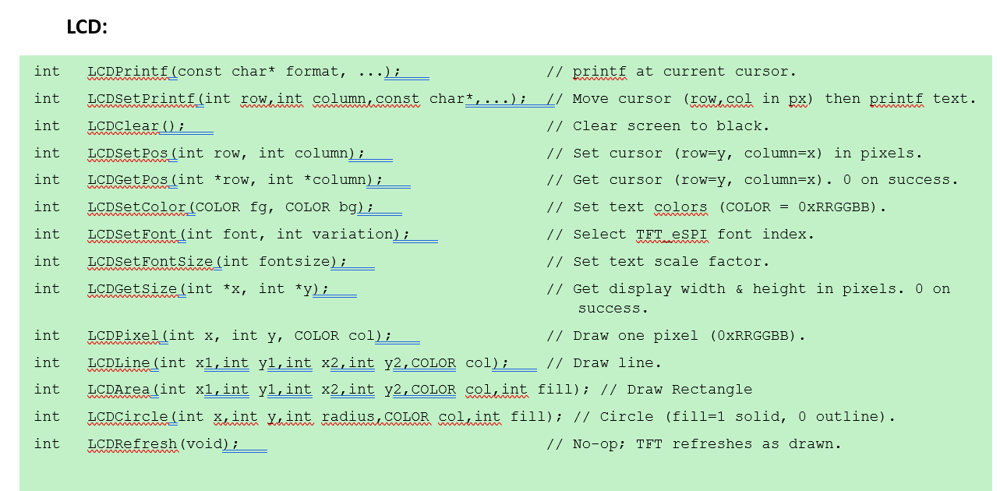 LCD:
int LCDPrintf(const char* format, ...); // printf at current cursor.
int LCDSetPrintf(int row,int column,const char*,...); // Move cursor (row,col in px) then printf text.
int LCDClear(); // Clear screen to black.
int LCDSetPos(int row, int column); // Set cursor (row=y, column=x) in pixels.
int LCDGetPos(int *row, int *column); // Get cursor (row=y, column=x). 0 on success.
int LCDSetColor(COLOR fg, COLOR bg); // Set text colors (COLOR = 0xRRGGBB).
int LCDSetFont(int font, int variation); // Select TFT_eSPI font index.
int LCDSetFontSize(int fontsize); // Set text scale factor.
int LCDGetSize(int *x, int *y); // Get display width & height in pixels. 0 on
success.
int LCDPixel(int x, int y, COLOR col); // Draw one pixel (0xRRGGBB).
int LCDLine(int x1,int y1,int x2,int y2,COLOR col); // Draw line.
int LCDArea(int x1,int y1,int x2,int y2,COLOR col,int fill); // Draw Rectangle
int LCDCircle(int x,int y,int radius,COLOR col,int fill); // Circle (fill=1 solid, 0 outline).
int LCDRefresh(void); // No-op; TFT refreshes as drawn.